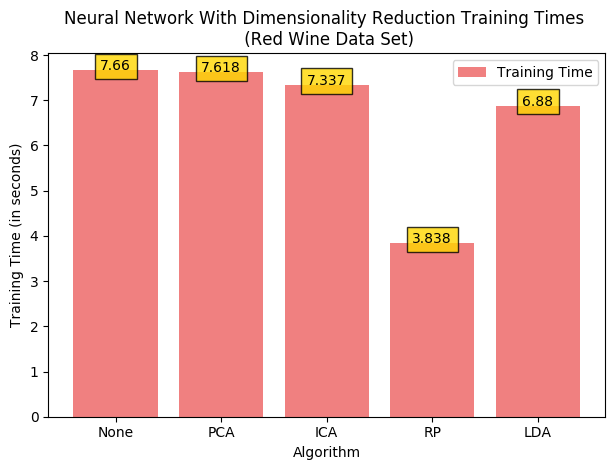 Neural Network With Dimensionality Reduction Training Times
(Red Wine Data Set)
Training Time
7.66
7.618
7.337
3.838
6.88
Training Time (in seconds)
8
7
6
5
4
3
2
1
0
None PCA ICA RP LDA
Algorithm